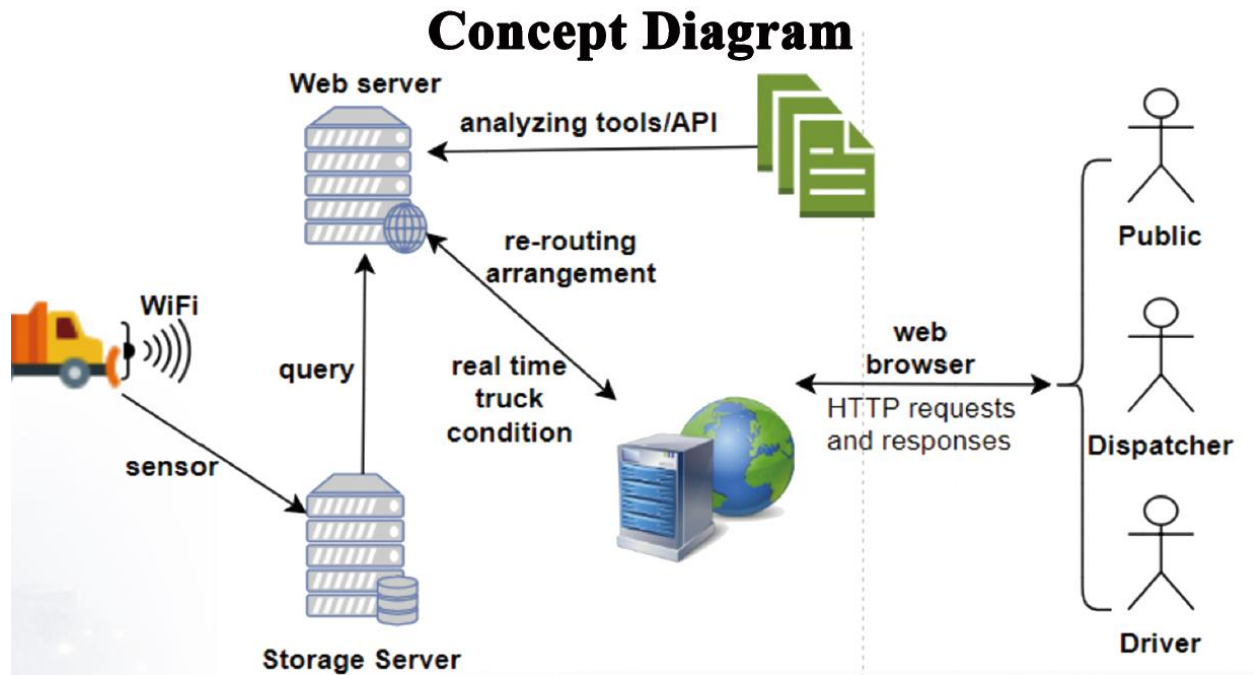 Concept Diagram
Web server
analyzing tools/API
Public
re-routing
arrangement
WiFi
query
real time
truck
condition
web
browser
HTTP requests
and responses
Dispatcher
sensor
Storage Server
Driver